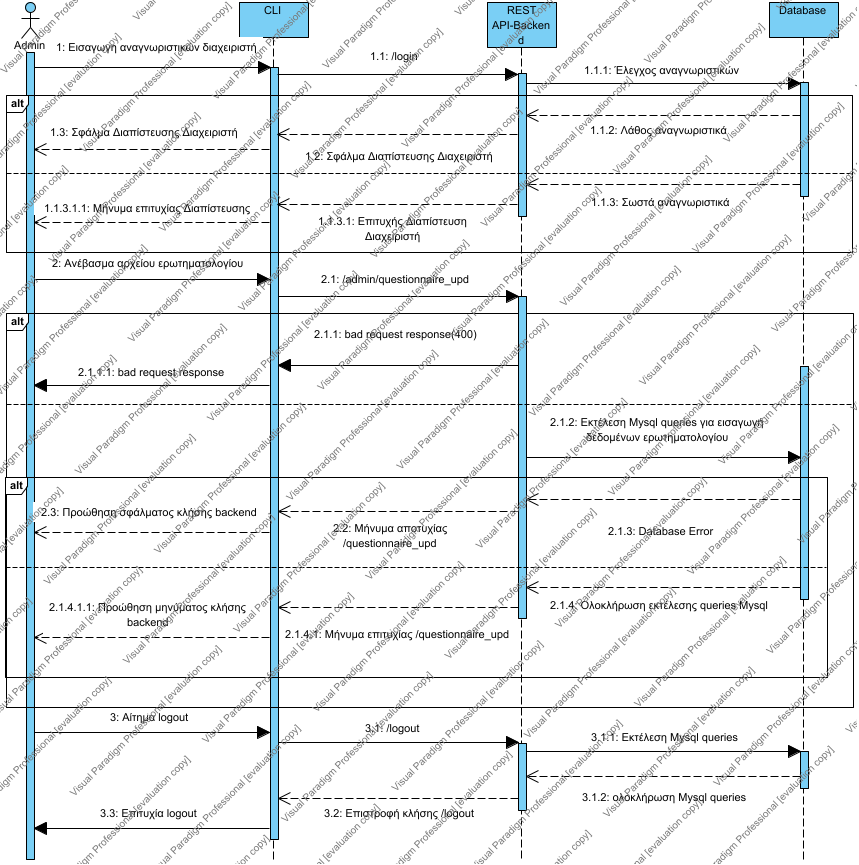 CLI
REST
API-Backen
d
Database
Admin
1: Εισαγωγή αναγνωριστικών διαχειριστή
1.1: /login
1.1.1: Έλεγχος αναγνωριστικών
alt
1.1.2: Λάθος αναγνωριστικά
1.3: Σφάλμα Διαπίστευσης Διαχειριστή
1.2: Σφάλμα Διαπίστευσης Διαχειριστή
1.1.3: Σωστά αναγνωριστικά
1.1.3.1.1: Μήνυμα επιτυχίας Διαπίστευσης
1.1.3.1: Επιτυχής Διαπίστευση
Διαχειριστή
2: Ανέβασμα αρχείου ερωτηματολογίου
2.1: /admin/questionnaire_upd
alt
2.1.1: bad request response(400)
2.1.1.1: bad request response
2.1.2: Εκτέλεση Mysql queries για εισαγωγή
δεδομένων ερωτηματολογίου
alt
2.3: Προώθηση σφάλματος κλήσης backend
2.2: Μήνυμα αποτυχίας
/questionnaire_upd
2.1.3: Database Error
2.1.4: Ολοκλήρωση εκτέλεσης queries Mysql
2.1.4.1.1: Προώθηση μηνύματος κλήσης
backend
2.1.4.1: Μήνυμα επιτυχίας /questionnaire_upd
3: Αίτημα logout
3.1: /logout
3.1.1: Εκτέλεση Mysql queries
3.1.2: ολοκλήρωση Mysql queries
3.2: Επιστροφή κλήσης /logout
3.3: Επιτυχία logout
Visual Paradigm Professional [evaluation copy]